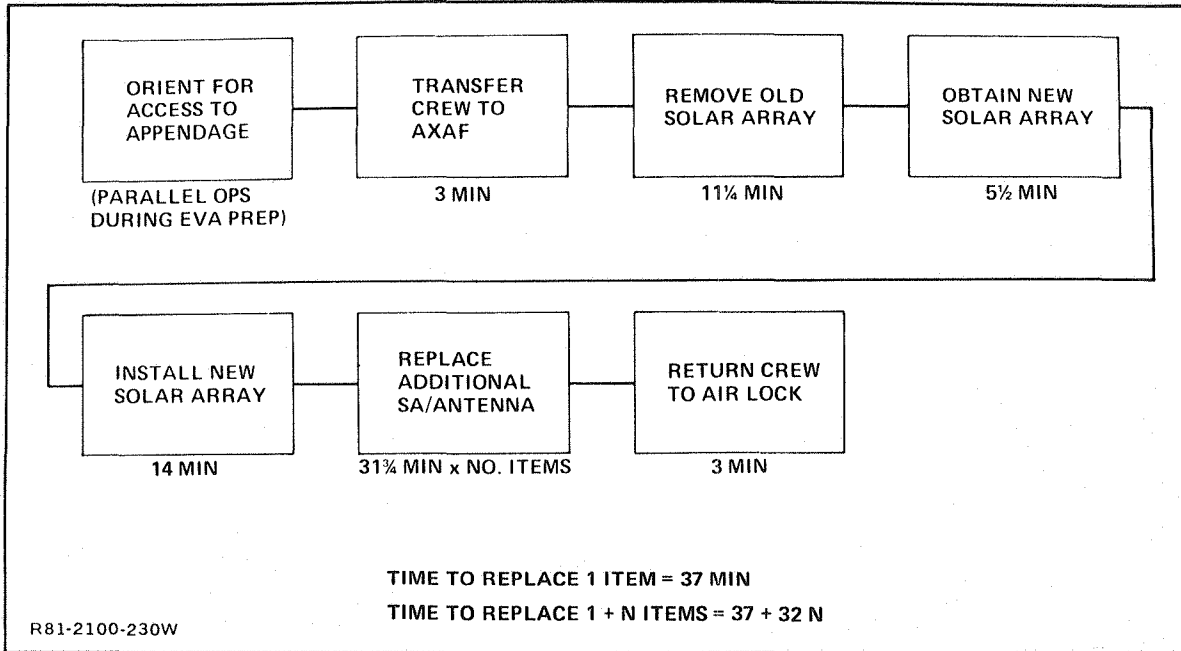 ORIENT FOR
ACCESS TO
APPENDAGE
(PARALLEL OPS
DURING EVA PREP)
TRANSFER
CREW TO
AXAF
3 MIN
REMOVE OLD
SOLAR ARRAY
11¼ MIN
OBTAIN NEW
SOLAR ARRAY
5½ MIN
INSTALL NEW
SOLAR ARRAY
14 MIN
REPLACE
ADDITIONAL
SA/ANTENNA
31¾ MIN x NO. ITEMS
RETURN CREW
TO AIR LOCK
3 MIN
TIME TO REPLACE 1 ITEM = 37 MIN
TIME TO REPLACE 1 + N ITEMS = 37 + 32 N
R81-2100-230W